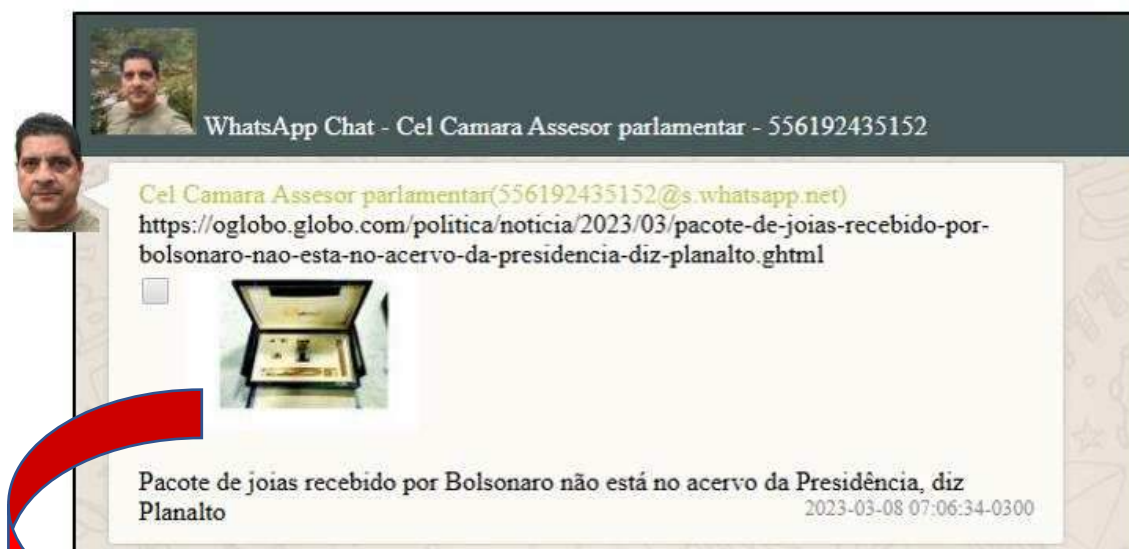 WhatsApp Chat - Cel Camara Assesor parlamentar - 556192435152
Cel Camara Assesor parlamentar(556192435152@s.whatsapp.net)
https://oglobo.globo.com/politica/noticia/2023/03/pacote-de-joias-recebido-por-
bolsonaro-nao-esta-no-acervo-da-presidencia-diz-planalto.ghtml
Pacote de joias recebido por Bolsonaro não está no acervo da Presidência, diz
Planalto
2023-03-08 07:06:34-0300